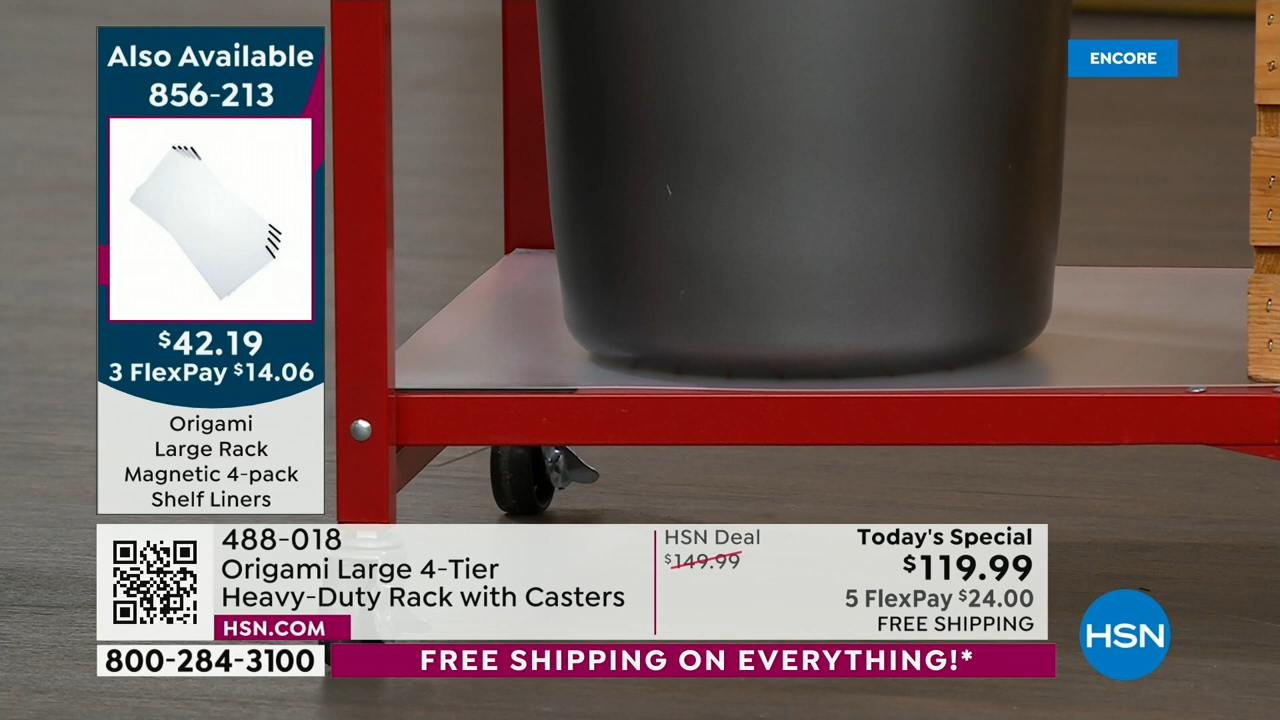 Also Available
856-213
$42.19
3 FlexPay $14.06
Origami
Large Rack
Magnetic 4-pack
Shelf Liners
ENCORE
488-018
Origami Large 4-Tier
Heavy-Duty Rack with Casters
HSN.COM
HSN Deal
$149.99
Today's Special
$119.99
5 FlexPay $24.00
FREE SHIPPING
800-284-3100
FREE SHIPPING ON EVERYTHING!*
HSN